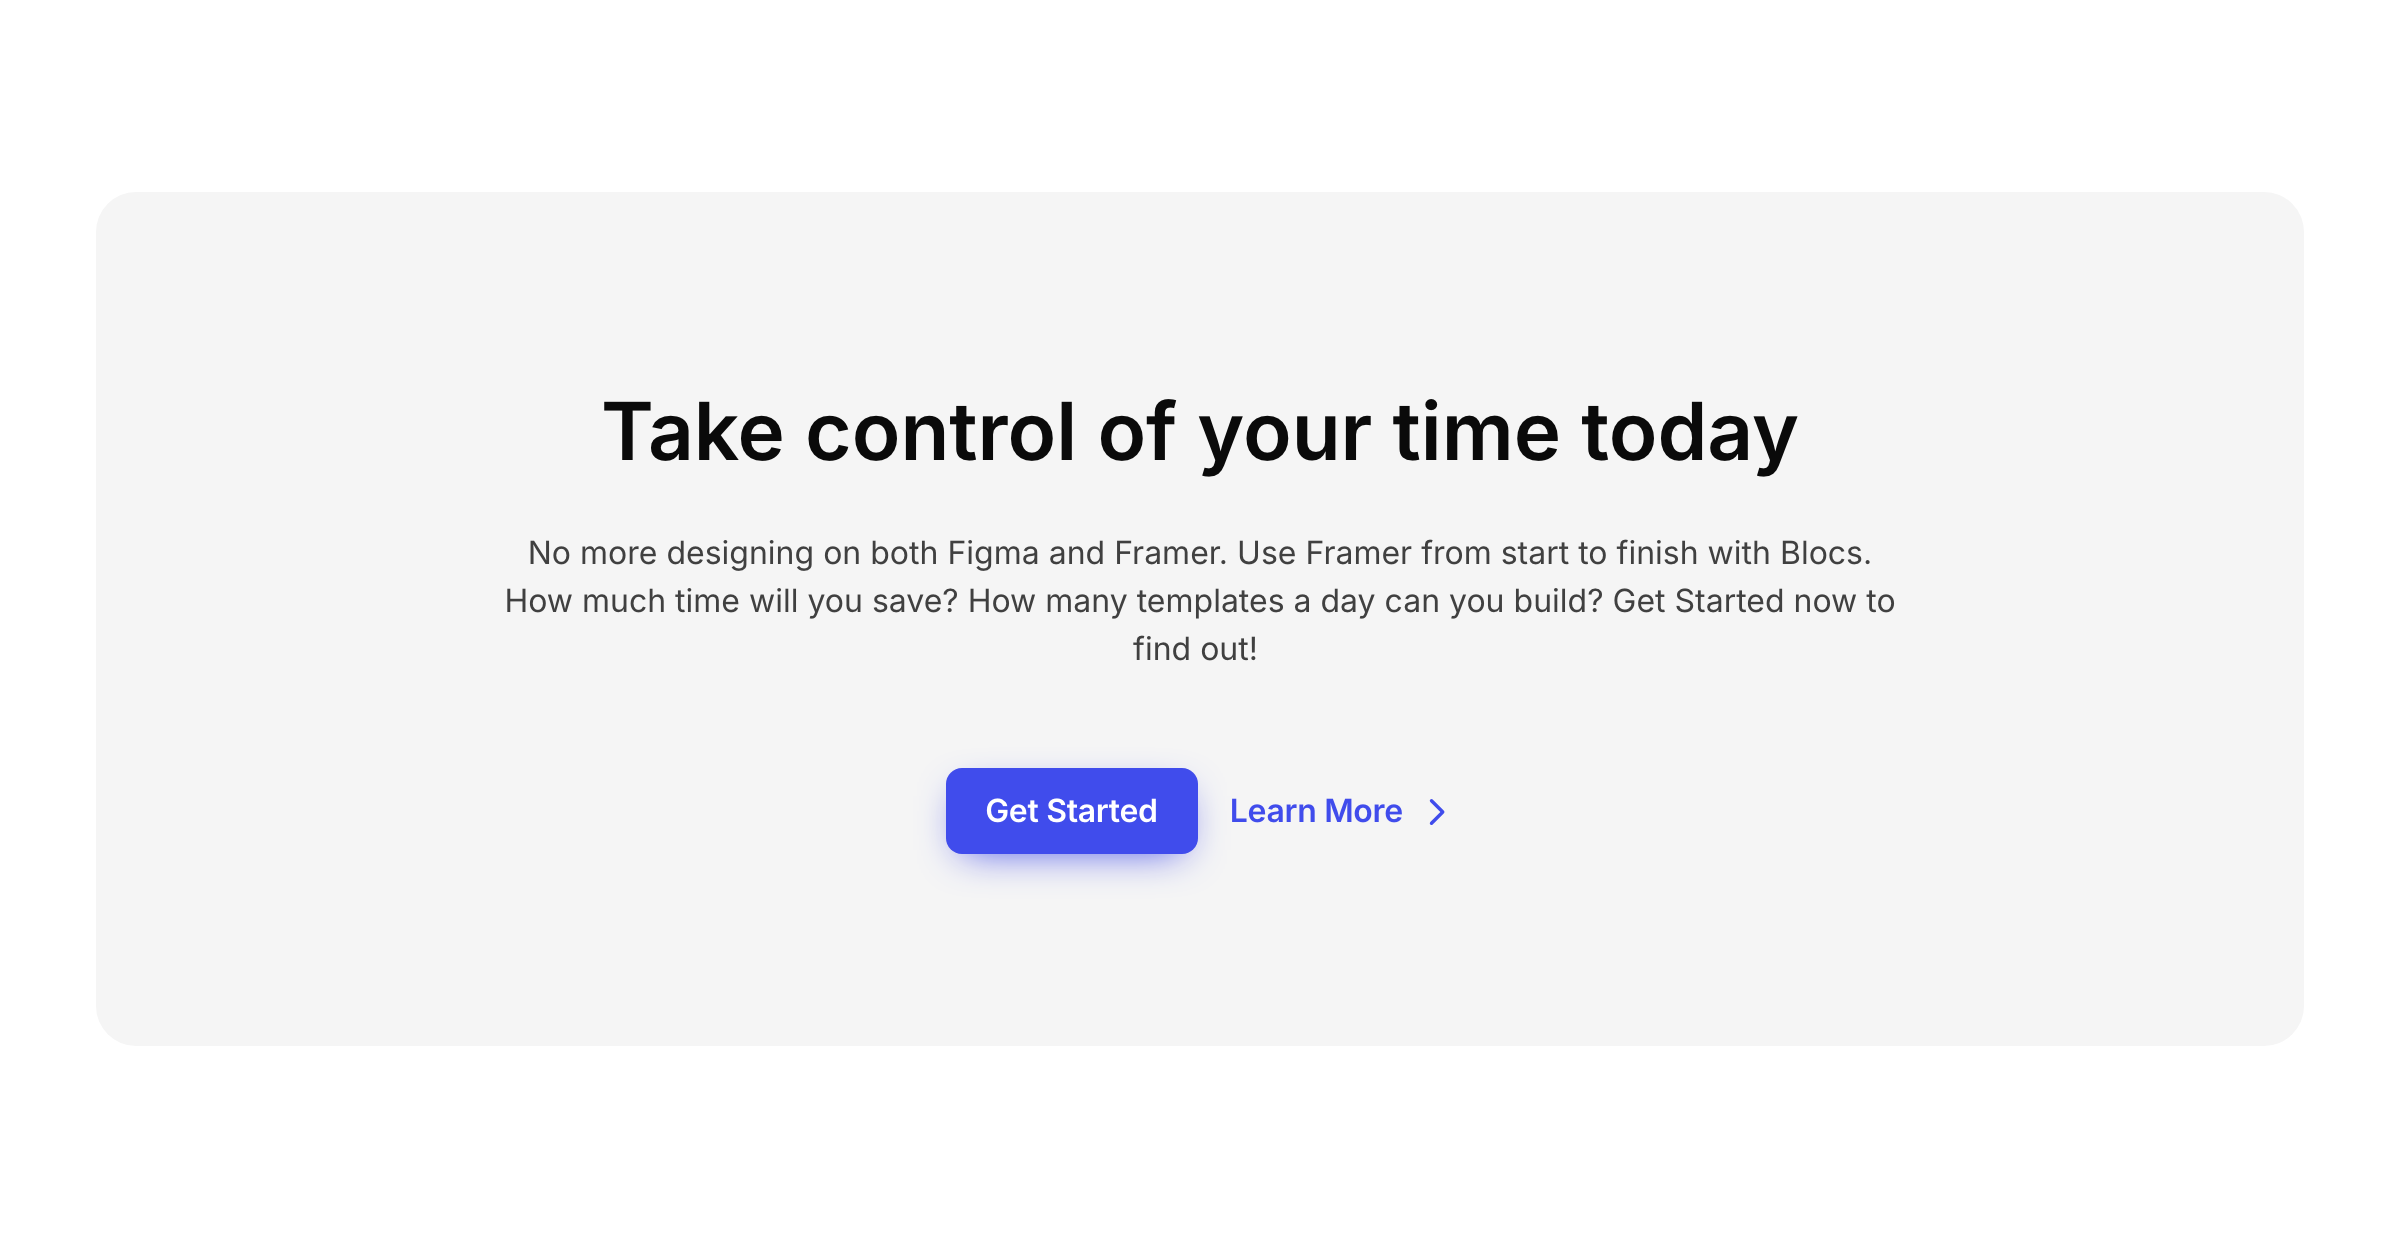 Take control of your time today
No more designing on both Figma and Framer. Use Framer from start to finish with Blocs.
How much time will you save? How many templates a day can you build? Get Started now to
find out!
Get Started
Learn More